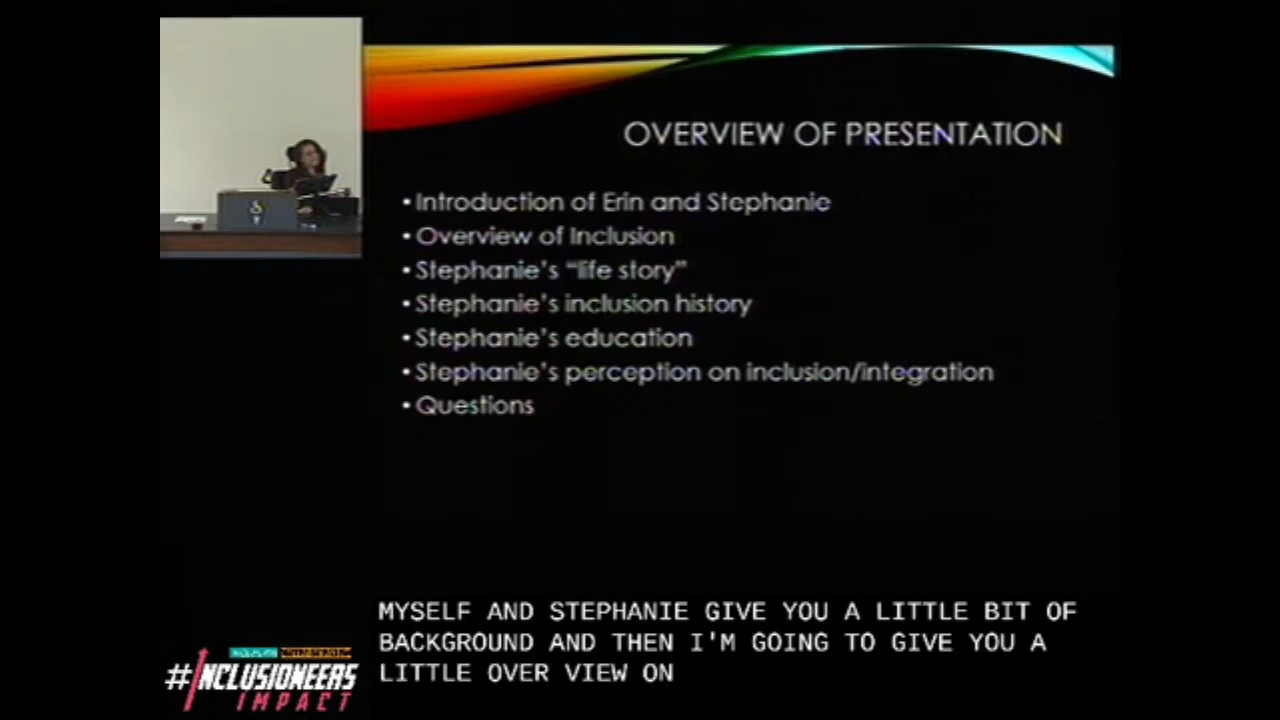 OVERVIEW OF PRESENTATION
• Introduction of Erin and Stephanie
• Overview of Inclusion
• Stephanie's "life story"
• Stephanie's inclusion history
• Stephanie's education
• Stephanie's perception on inclusion/integration
• Questions
MYSELF AND STEPHANIE GIVE YOU A LITTLE BIT OF
BACKGROUND AND THEN I'M GOING TO GIVE YOU A
LITTLE OVER VIEW ON
#INCLUSIONEERS
IMPACT